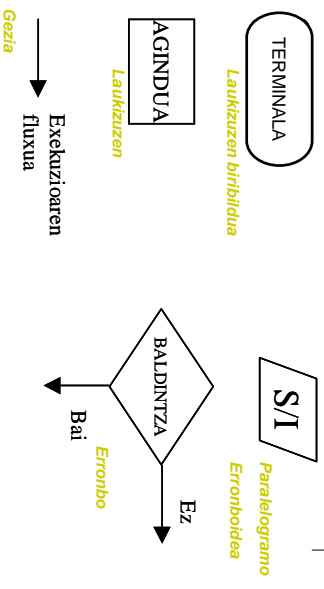 TERMINALA
Laukizuzen biribildua
S/I
Paralelogramo
Erronboidea
AGINDUA
Laukizuzen
BALDINTZA
Ez
Erronbo
Bai
Exekuzioaren
fluxua
Gezia